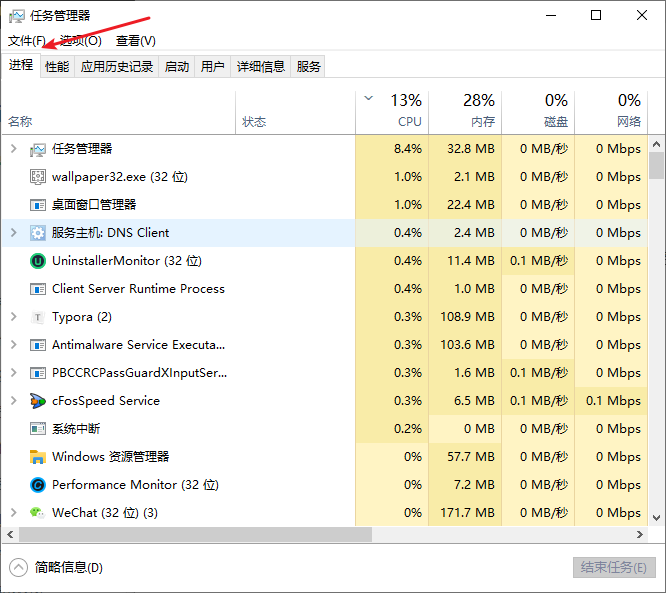 任务管理器
文件(F) 选项(O) 查看(V)
进程 性能 应用历史记录 启动 用户 详细信息 服务
13% 28% 0% 0%
名称 状态 CPU 内存 磁盘 网络
任务管理器 8.4% 32.8 MB 0 MB/秒 0 Mbps
wallpaper32.exe (32 位) 1.0% 2.1 MB 0 MB/秒 0 Mbps
桌面窗口管理器 1.0% 22.4 MB 0 MB/秒 0 Mbps
服务主机: DNS Client 0.4% 2.4 MB 0 MB/秒 0 Mbps
UninstallerMonitor (32 位) 0.4% 11.4 MB 0.1 MB/秒 0 Mbps
Client Server Runtime Process 0.4% 1.0 MB 0 MB/秒 0 Mbps
T Typora (2) 0.3% 108.9 MB 0 MB/秒 0 Mbps
Antimalware Service Executa... 0.3% 103.6 MB 0 MB/秒 0 Mbps
PBCCRCPassGuardXInputSer... 0.3% 1.6 MB 0.1 MB/秒 0 Mbps
cFosSpeed Service 0.3% 6.5 MB 0.1 MB/秒 0.1 Mbps
系统中断 0.2% 0 MB 0 MB/秒 0 Mbps
Windows 资源管理器 0% 57.7 MB 0 MB/秒 0 Mbps
Performance Monitor (32 位) 0% 7.2 MB 0 MB/秒 0 Mbps
WeChat (32 位) (3) 0% 171.7 MB 0 MB/秒 0 Mbps
简略信息(D) 结束任务(E)